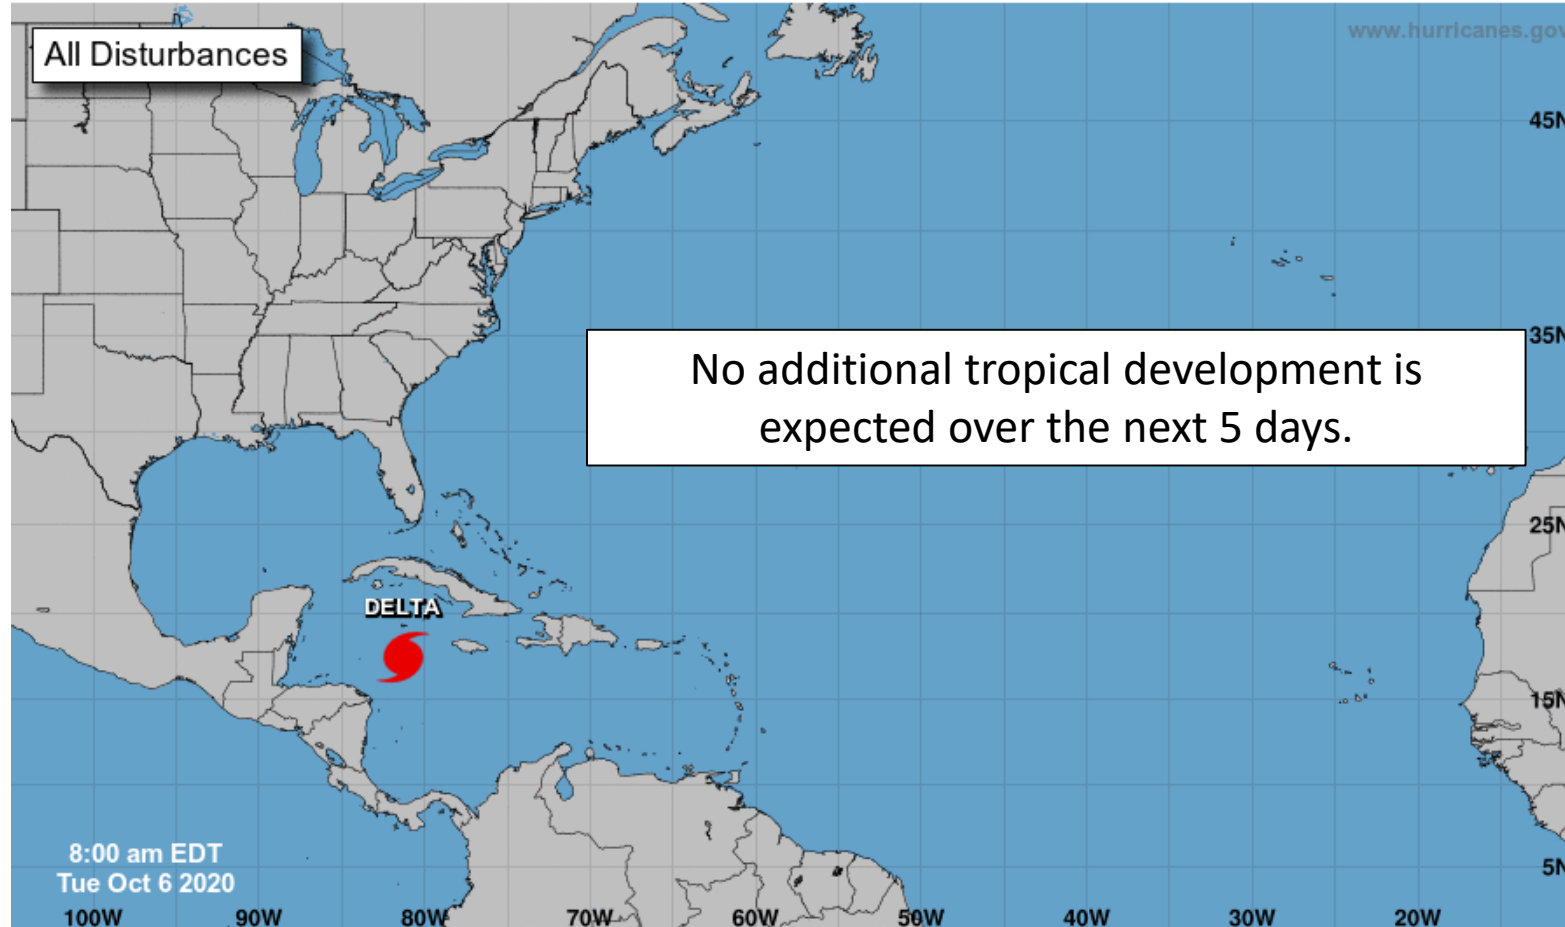 All Disturbances
www.hurricanes.gov
45N
No additional tropical development is
expected over the next 5 days.
35N
25N
DELTA
15N
8:00 am EDT
Tue Oct 6 2020
5N
100W 90W 80W 70W 60W 50W 40W 30W 20W